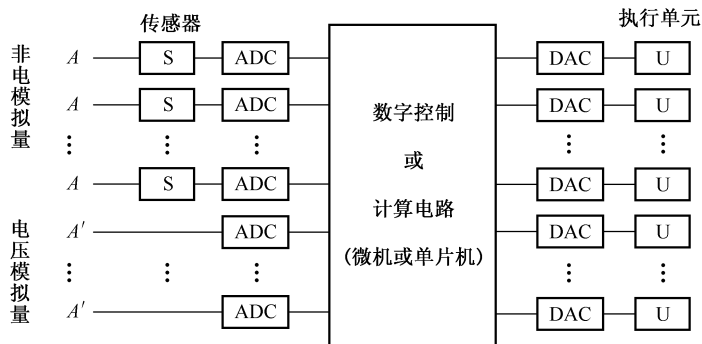 传感器 执行单元
非电模拟量
A S ADC DAC U
A S ADC DAC U
A S ADC DAC U
数字控制
或
计算电路
(微机或单片机)
电压模拟量
A′ ADC DAC U
A′ ADC DAC U